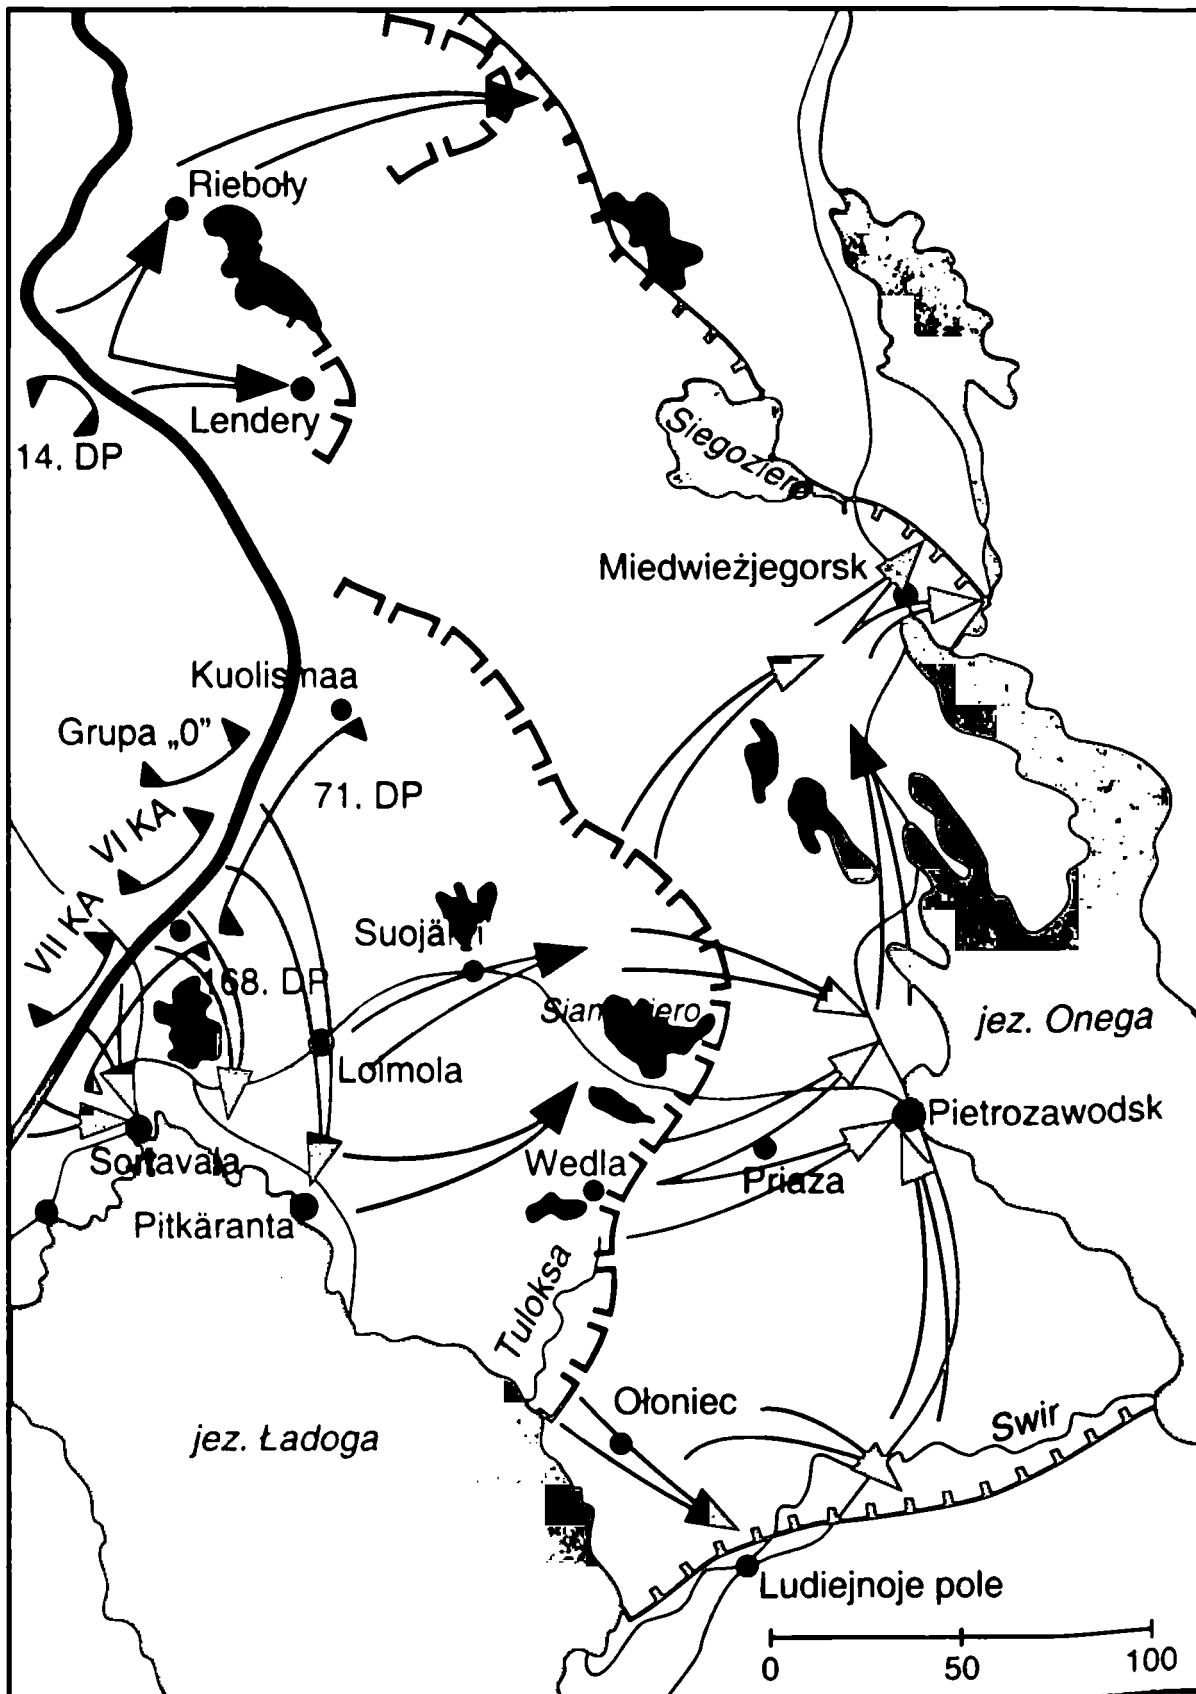 Rieboły
Lendery
14. DP
Siegoziero
Miedwieżjegorsk
Kuolismaa
Grupa „0”
71. DP
VI KA
VII KA
Suojärvi
168. DP
Siamoziero
jez. Onega
Loimola
Pietrozawodsk
Sortavala
Wedla
Priaza
Pitkäranta
Tuloksa
Ołoniec
Swir
jez. Ładoga
Ludiejnoje pole
0 50 100